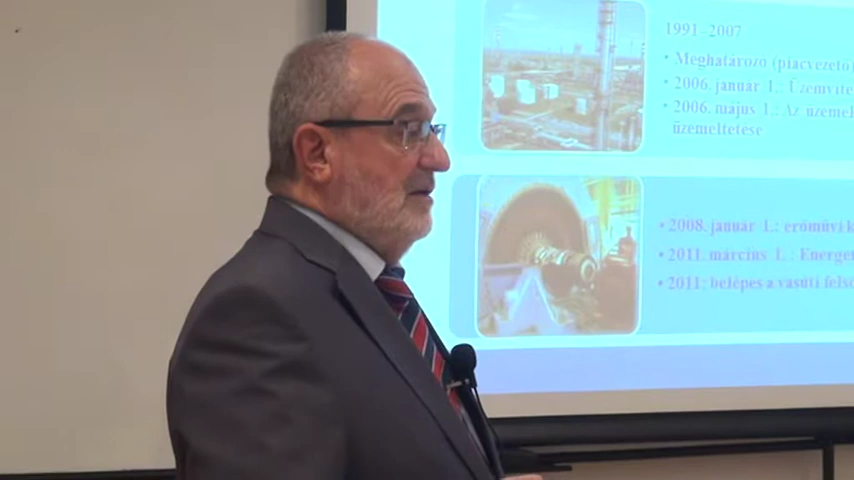 1991–2007
• Meghatározó (piacvezető)
• 2006. január 1.: Üzemvite
• 2006. május 1.: Az üzemel
üzemeltetése
• 2008. január 1.: erőművi k
• 2011. március 1.: Energet
• 2011: belépés a vasúti felső